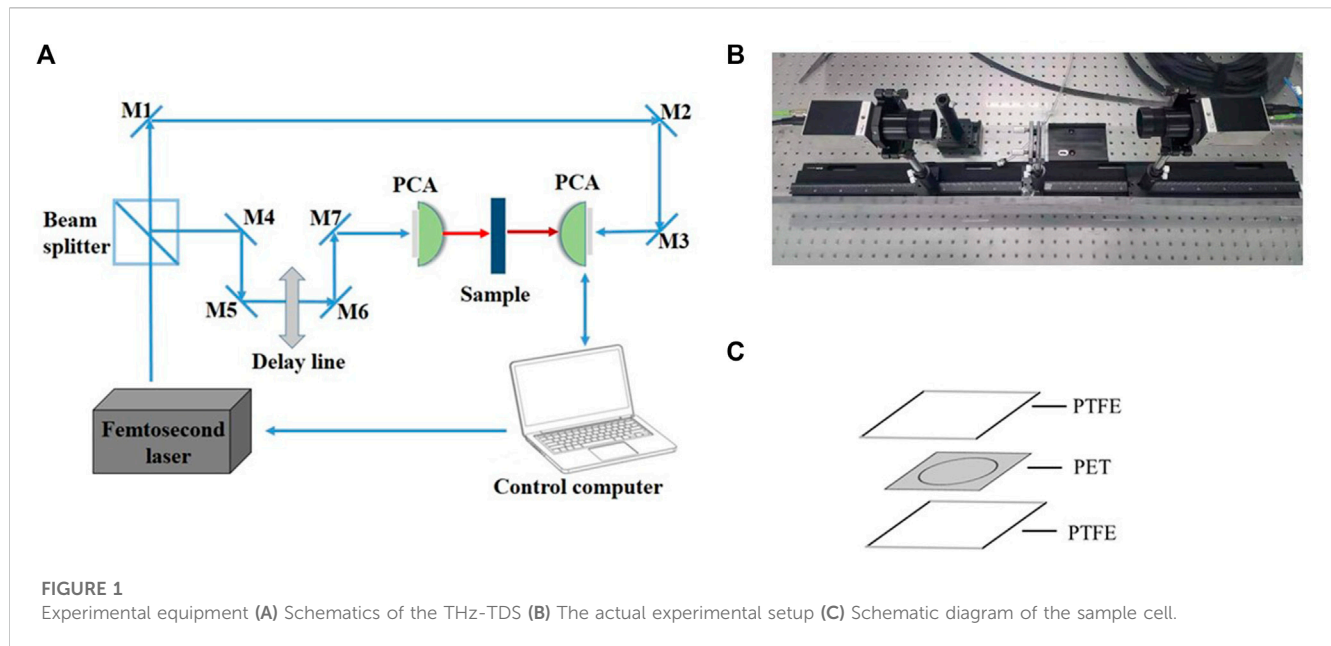 A
M1
M2
PCA
PCA
Beam
splitter
M4
M7
M3
Sample
M5
M6
Delay line
Femtosecond
laser
Control computer
B
C
PTFE
PET
PTFE
FIGURE 1
Experimental equipment (A) Schematics of the THz-TDS (B) The actual experimental setup (C) Schematic diagram of the sample cell.